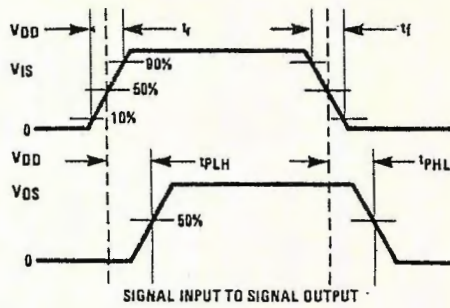 VDD tr tf
VIS 90%
50%
10%
0
VDD tPLH tPHL
VOS
50%
0
SIGNAL INPUT TO SIGNAL OUTPUT